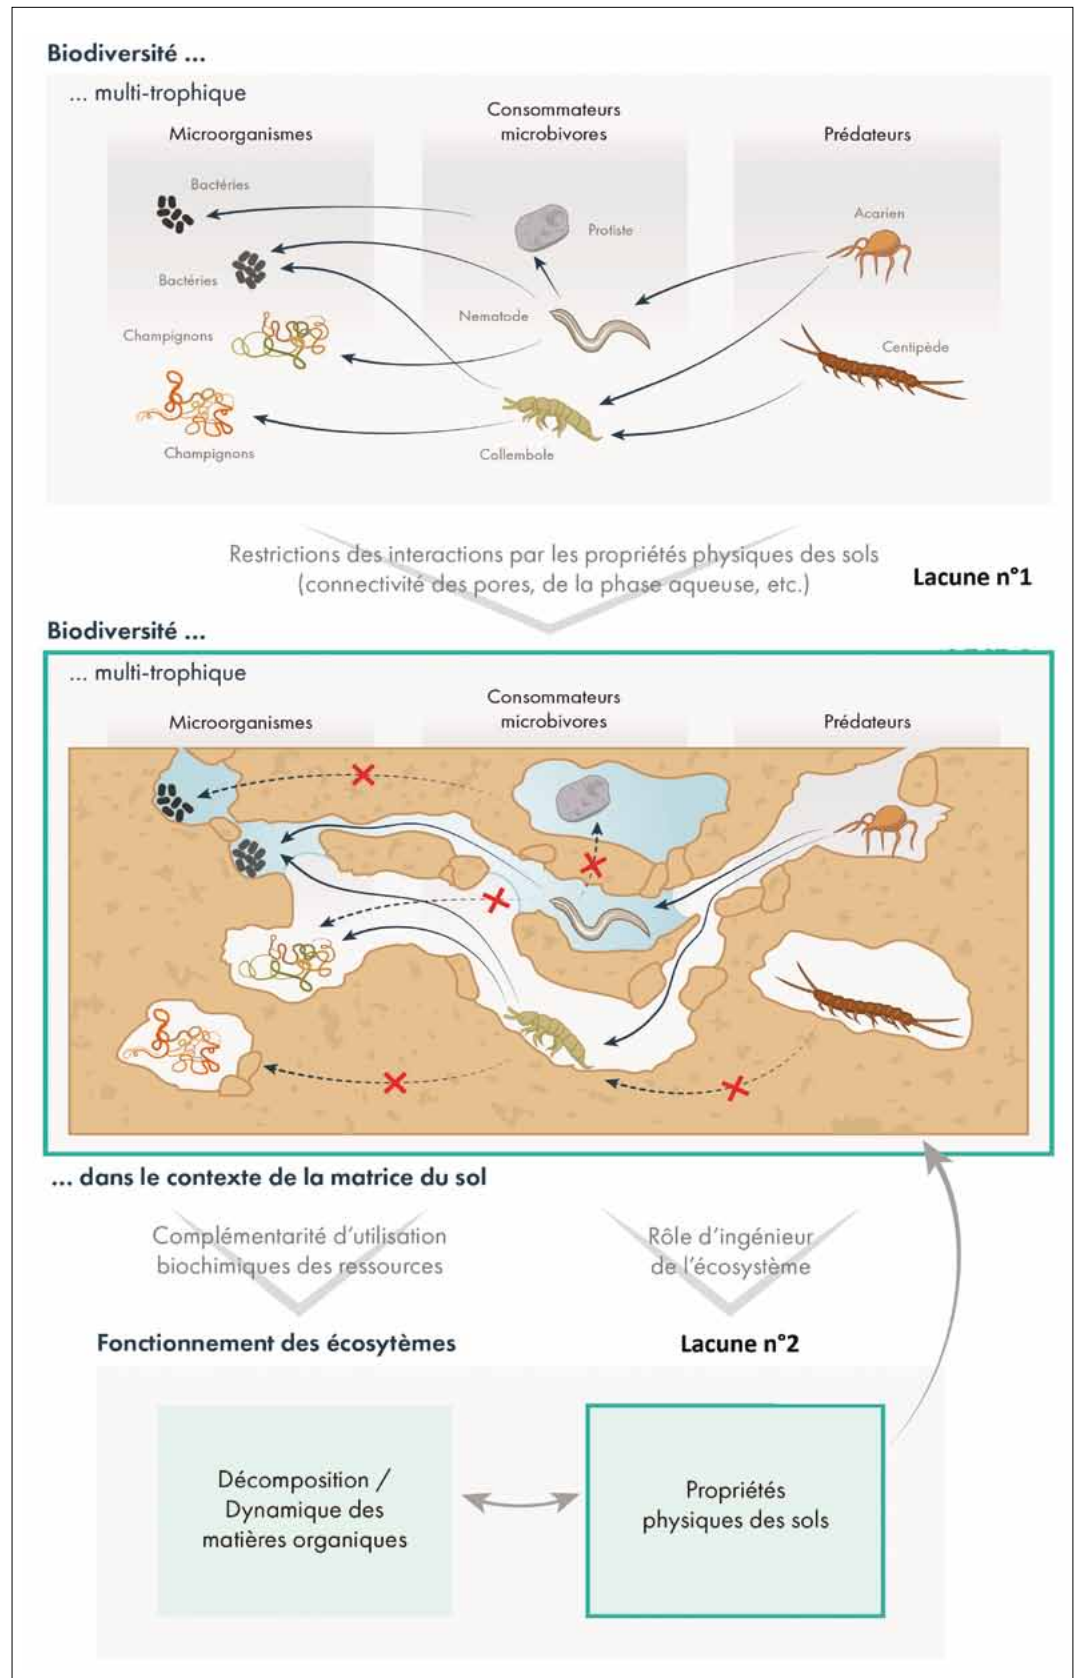 Biodiversité ...
... multi-trophique
Microorganismes
Consommateurs
microbivores
Prédateurs
Bactéries
Protiste
Acarien
Bactéries
Nematode
Champignons
Centipède
Champignons
Collembole
Restrictions des interactions par les propriétés physiques des sols
(connectivité des pores, de la phase aqueuse, etc.)
Lacune n°1
Biodiversité ...
... multi-trophique
Microorganismes
Consommateurs
microbivores
Prédateurs
... dans le contexte de la matrice du sol
Complémentarité d'utilisation
biochimiques des ressources
Rôle d'ingénieur
de l'écosystème
Fonctionnement des écosytèmes
Lacune n°2
Décomposition /
Dynamique des
matières organiques
Propriétés
physiques des sols